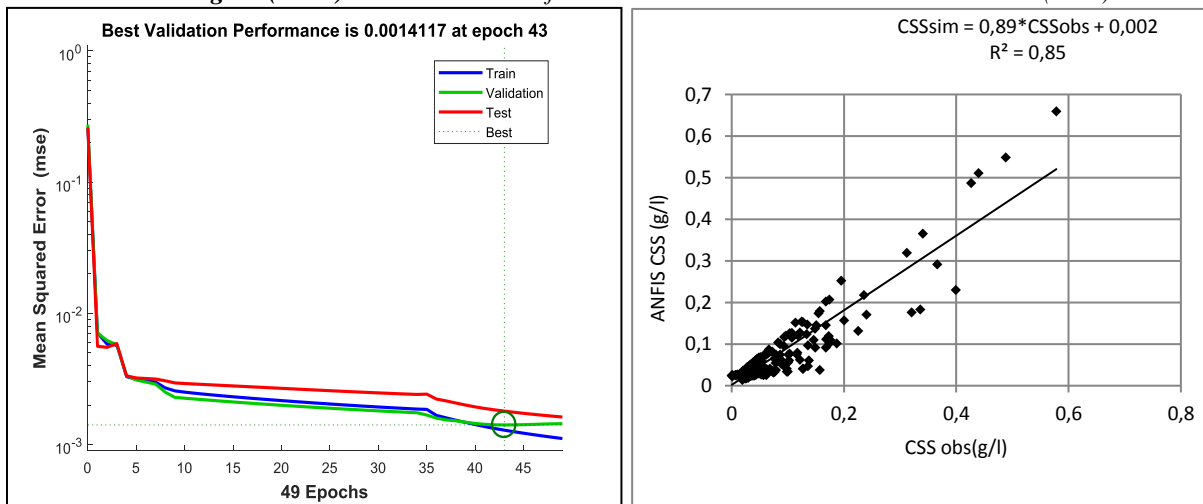 Best Validation Performance is 0.0014117 at epoch 43
Mean Squared Error (mse)
10^0
10^-1
10^-2
10^-3
Train
Validation
Test
Best
0 5 10 15 20 25 30 35 40 45
49 Epochs
CSSsim = 0,89*CSSobs + 0,002
R² = 0,85
ANFIS CSS (g/l)
0,7
0,6
0,5
0,4
0,3
0,2
0,1
0
0 0,2 0,4 0,6 0,8
CSS obs(g/l)